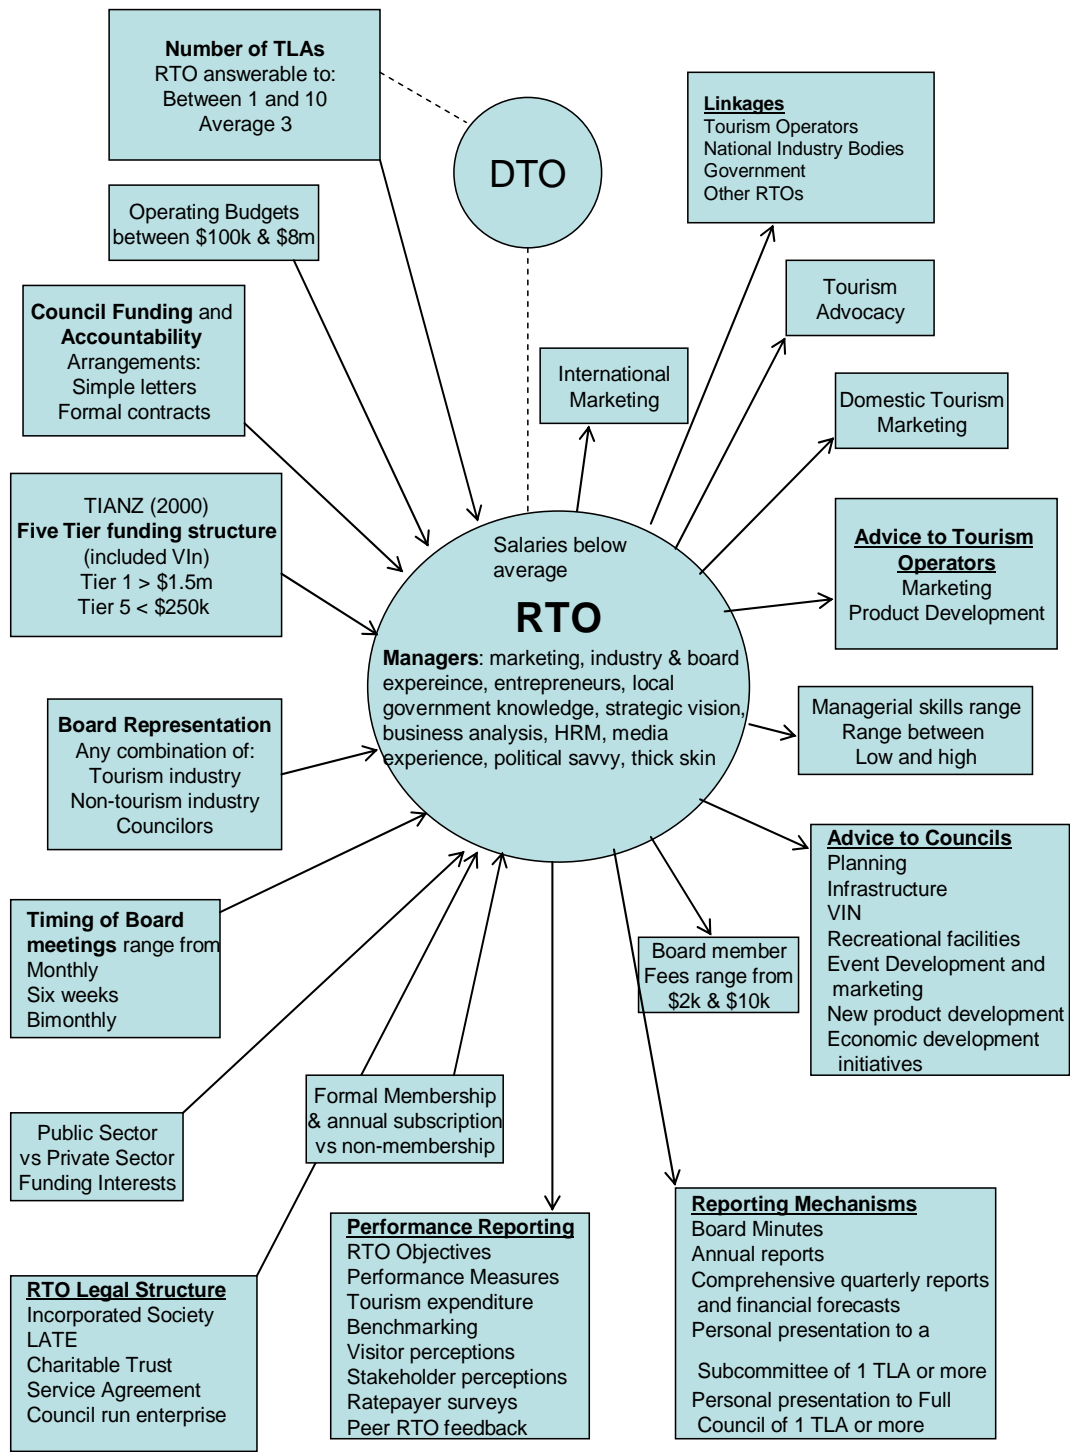 Number of TLAs
RTO answerable to:
Between 1 and 10
Average 3
DTO
Linkages
Tourism Operators
National Industry Bodies
Government
Other RTOs
Operating Budgets
between $100k & $8m
Tourism
Advocacy
Council Funding and
Accountability
Arrangements:
Simple letters
Formal contracts
International
Marketing
Domestic Tourism
Marketing
TIANZ (2000)
Five Tier funding structure
(included VIn)
Tier 1 > $1.5m
Tier 5 < $250k
Advice to Tourism
Operators
Marketing
Product Development
Salaries below
average
RTO
Managers: marketing, industry & board
expereince, entrepreneurs, local
government knowledge, strategic vision,
business analysis, HRM, media
experience, political savvy, thick skin
Board Representation
Any combination of:
Tourism industry
Non-tourism industry
Councilors
Managerial skills range
Range between
Low and high
Advice to Councils
Planning
Infrastructure
VIN
Recreational facilities
Event Development and
marketing
New product development
Economic development
initiatives
Timing of Board
meetings range from
Monthly
Six weeks
Bimonthly
Board member
Fees range from
$2k & $10k
Formal Membership
& annual subscription
vs non-membership
Public Sector
vs Private Sector
Funding Interests
RTO Legal Structure
Incorporated Society
LATE
Charitable Trust
Service Agreement
Council run enterprise
Performance Reporting
RTO Objectives
Performance Measures
Tourism expenditure
Benchmarking
Visitor perceptions
Stakeholder perceptions
Ratepayer surveys
Peer RTO feedback
Reporting Mechanisms
Board Minutes
Annual reports
Comprehensive quarterly reports
and financial forecasts
Personal presentation to a
Subcommittee of 1 TLA or more
Personal presentation to Full
Council of 1 TLA or more